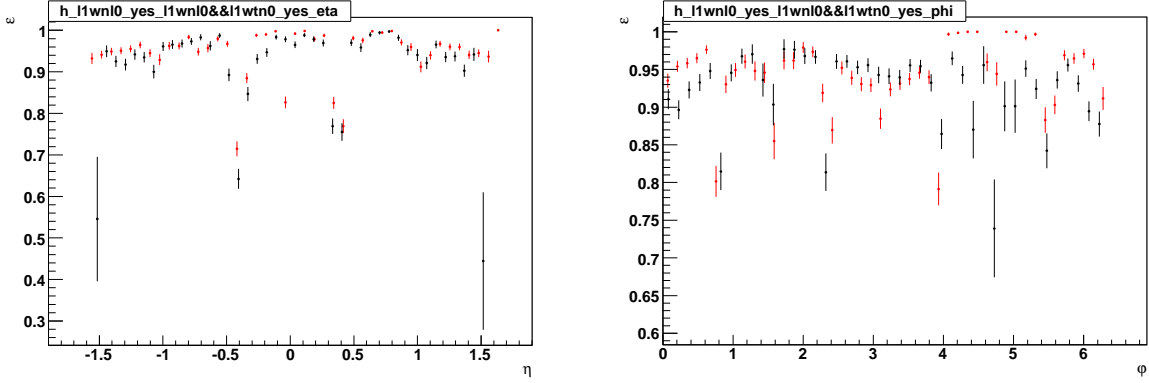 h_l1wnl0_yes_l1wnl0&&l1wtn0_yes_eta
ε
1
0.9
0.8
0.7
0.6
0.5
0.4
0.3
-1.5 -1 -0.5 0 0.5 1 1.5
η
h_l1wnl0_yes_l1wnl0&&l1wtn0_yes_phi
ε
1
0.95
0.9
0.85
0.8
0.75
0.7
0.65
0.6
0 1 2 3 4 5 6
φ